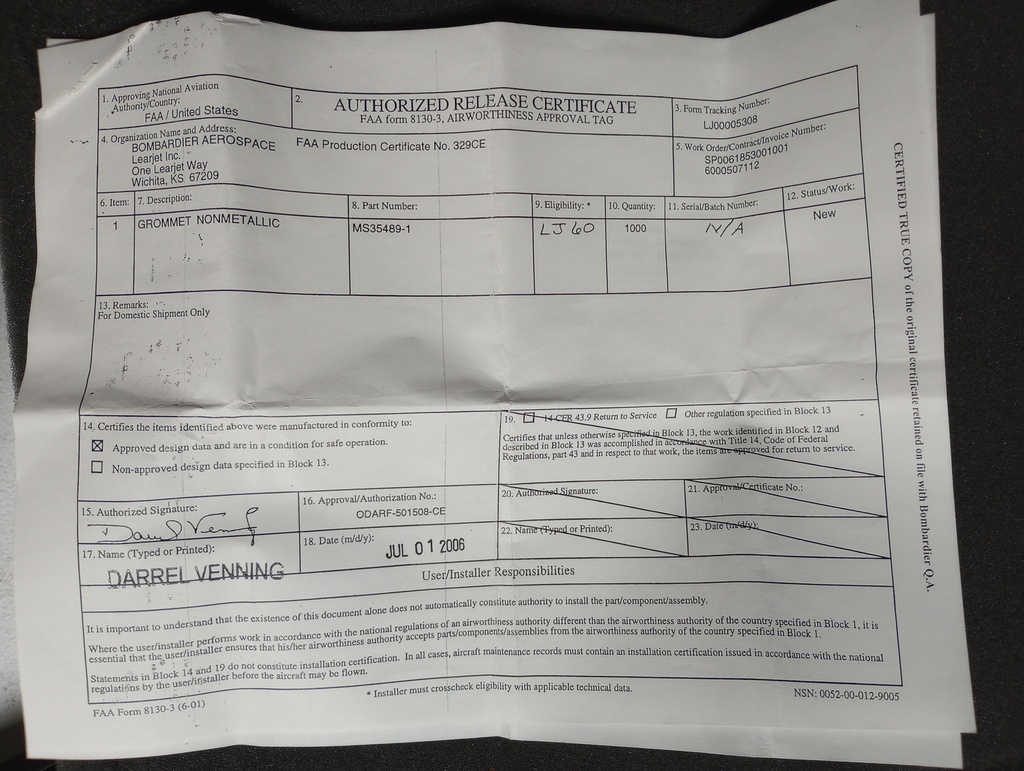 1. Approving National Aviation
Authority/Country:
FAA / United States
2.
AUTHORIZED RELEASE CERTIFICATE
FAA form 8130-3, AIRWORTHINESS APPROVAL TAG
3. Form Tracking Number:
LJ00005308
4. Organization Name and Address:
BOMBARDIER AEROSPACE
Learjet Inc.
One Learjet Way
Wichita, KS 67209
FAA Production Certificate No. 329CE
5. Work Order/Contract/Invoice Number:
SP0061853001001
6000507112
6. Item: 7. Description: 8. Part Number: 9. Eligibility: * 10. Quantity: 11. Serial/Batch Number: 12. Status/Work:
1 GROMMET NONMETALLIC MS35489-1 LJ60 1000 N/A New
13. Remarks:
For Domestic Shipment Only
14. Certifies the items identified above were manufactured in conformity to:
Approved design data and are in a condition for safe operation.
Non-approved design data specified in Block 13.
19. 14 CFR 43.9 Return to Service Other regulation specified in Block 13
Certifies that unless otherwise specified in Block 13, the work identified in Block 12 and
described in Block 13 was accomplished in accordance with Title 14, Code of Federal
Regulations, part 43 and in respect to that work, the items are approved for return to service.
15. Authorized Signature:
Darrel Venning
16. Approval/Authorization No.:
ODARF-501508-CE
20. Authorized Signature:
21. Approval/Certificate No.:
17. Name (Typed or Printed):
DARREL VENNING
18. Date (m/d/y):
JUL 01 2006
22. Name (Typed or Printed):
23. Date (m/d/y):
User/Installer Responsibilities
It is important to understand that the existence of this document alone does not automatically constitute authority to install the part/component/assembly.
Where the user/installer performs work in accordance with the national regulations of an airworthiness authority different than the airworthiness authority of the country specified in Block 1, it is
essential that the user/installer ensures that his/her airworthiness authority accepts parts/components/assemblies from the airworthiness authority of the country specified in Block 1.
Statements in Block 14 and 19 do not constitute installation certification. In all cases, aircraft maintenance records must contain an installation certification issued in accordance with the national
regulations by the user/installer before the aircraft may be flown.
FAA Form 8130-3 (6-01)
* Installer must crosscheck eligibility with applicable technical data.
NSN: 0052-00-012-9005
CERTIFIED TRUE COPY of the original certificate retained on file with Bombardier Q.A.